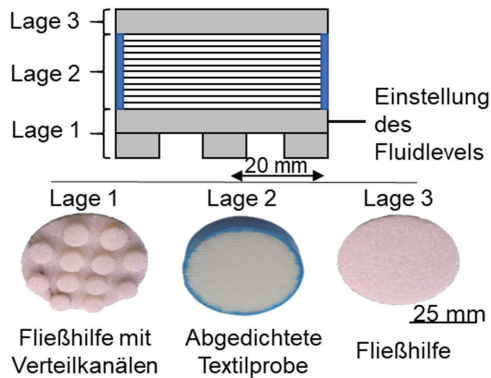 Lage 3
Lage 2
Lage 1
Einstellung
des
Fluidlevels
20 mm
Lage 1
Lage 2
Lage 3
25 mm
Fließhilfe mit
Verteilkanälen
Abgedichtete
Textilprobe
Fließhilfe